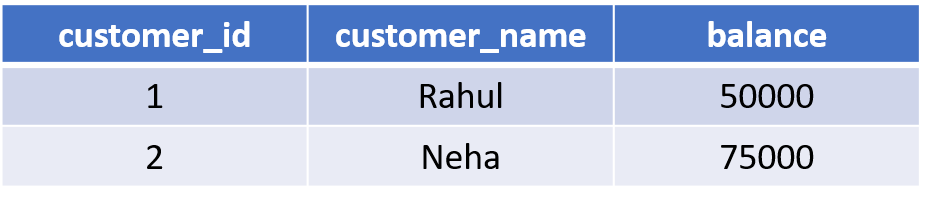 customer_id customer_name balance
1 Rahul 50000
2 Neha 75000